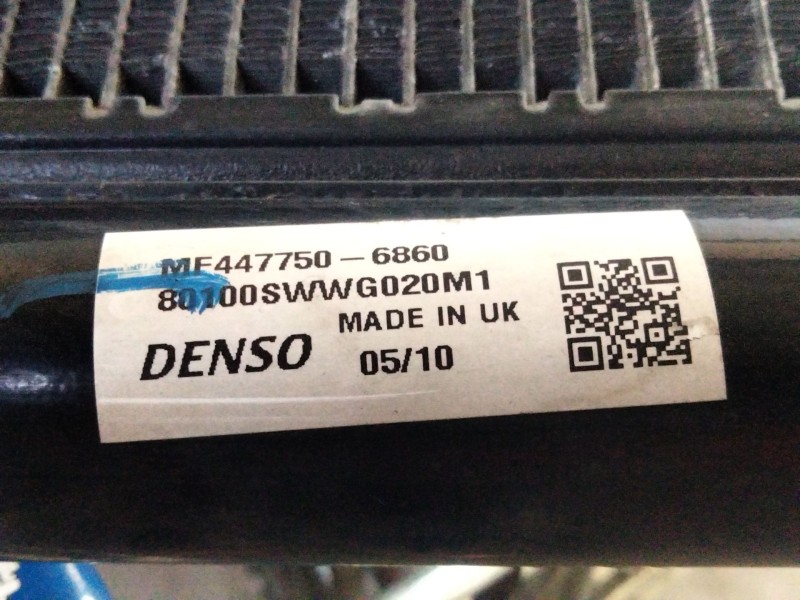 MF447750-6860
80100SWWG020M1
MADE IN UK
DENSO
05/10